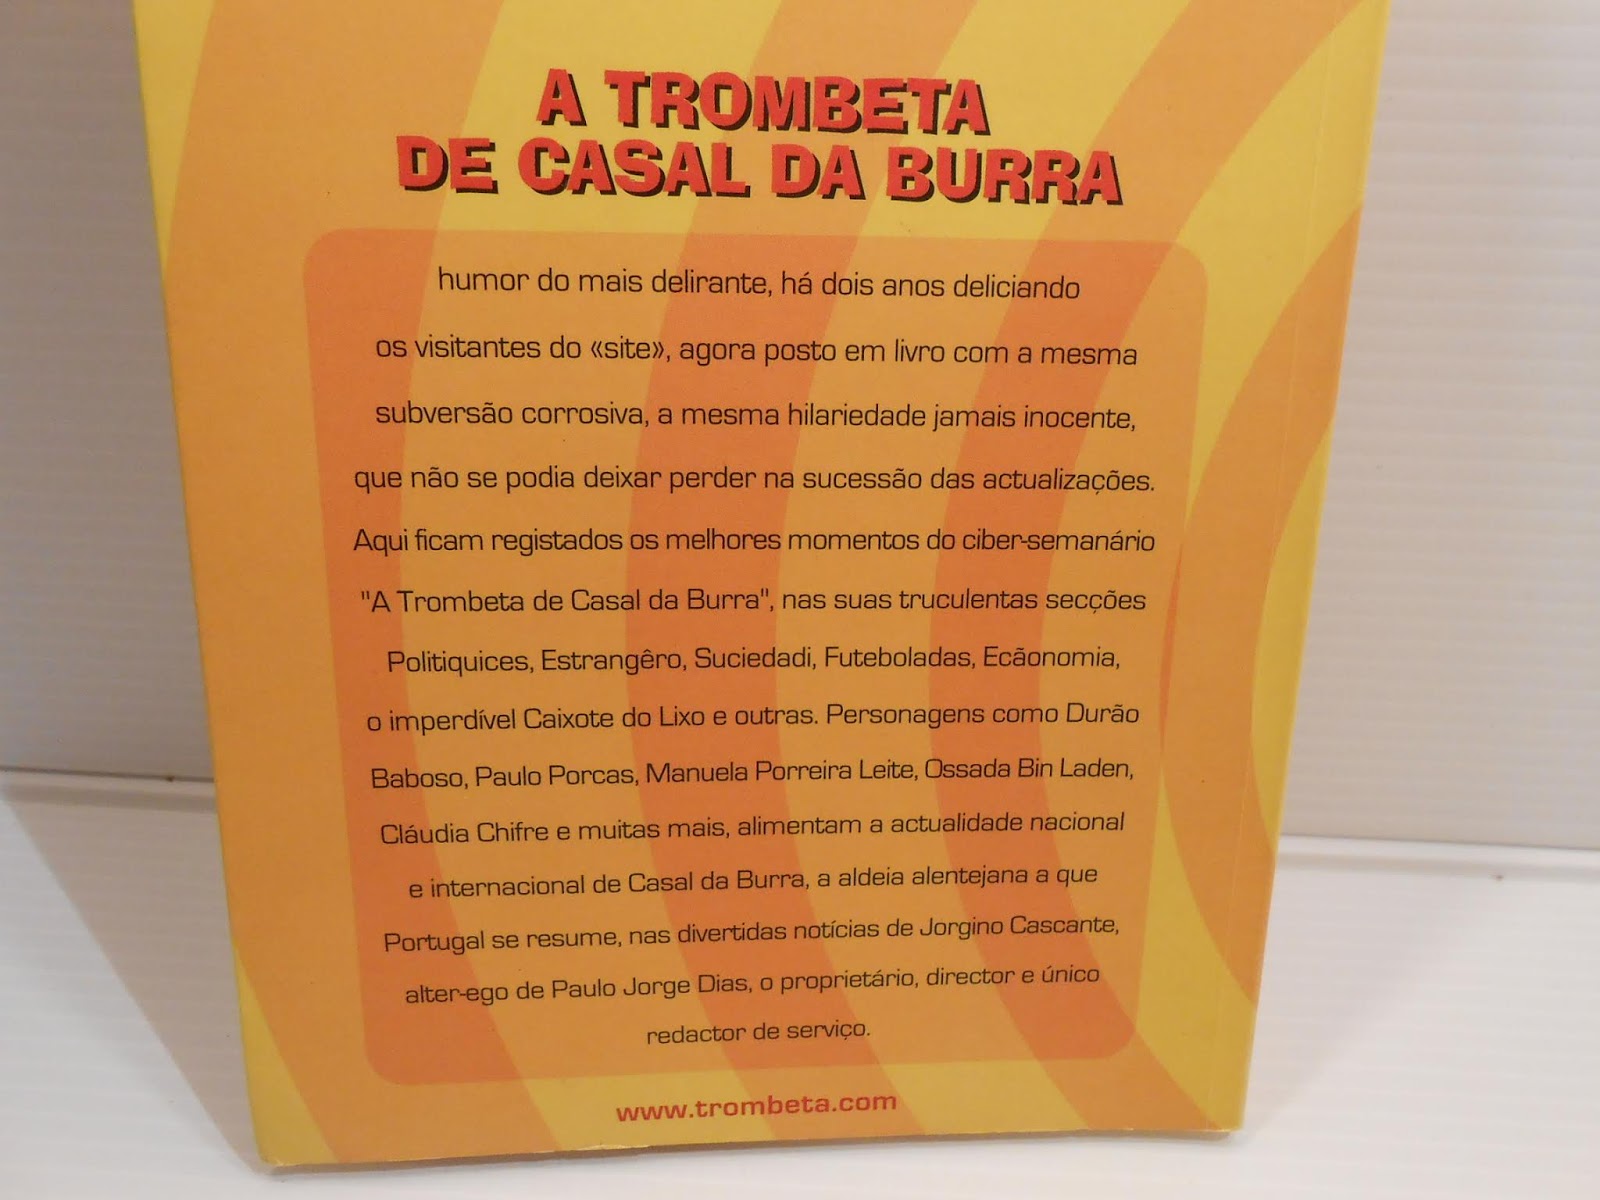 A TROMBETA
DE CASAL DA BURRA
humor do mais delirante, há dois anos deliciando
os visitantes do «site», agora posto em livro com a mesma
subversão corrosiva, a mesma hilariedade jamais inocente,
que não se podia deixar perder na sucessão das actualizações.
Aqui ficam registados os melhores momentos do ciber-semanário
"A Trombeta de Casal da Burra", nas suas truculentas secções
Politiquices, Estrangêro, Suciedadi, Futeboladas, Ecãonomia,
o imperdível Caixote do Lixo e outras. Personagens como Durão
Baboso, Paulo Porcas, Manuela Porreira Leite, Ossada Bin Laden,
Cláudia Chifre e muitas mais, alimentam a actualidade nacional
e internacional de Casal da Burra, a aldeia alentejana a que
Portugal se resume, nas divertidas notícias de Jorgino Cascante,
alter-ego de Paulo Jorge Dias, o proprietário, director e único
redactor de serviço.
www.trombeta.com